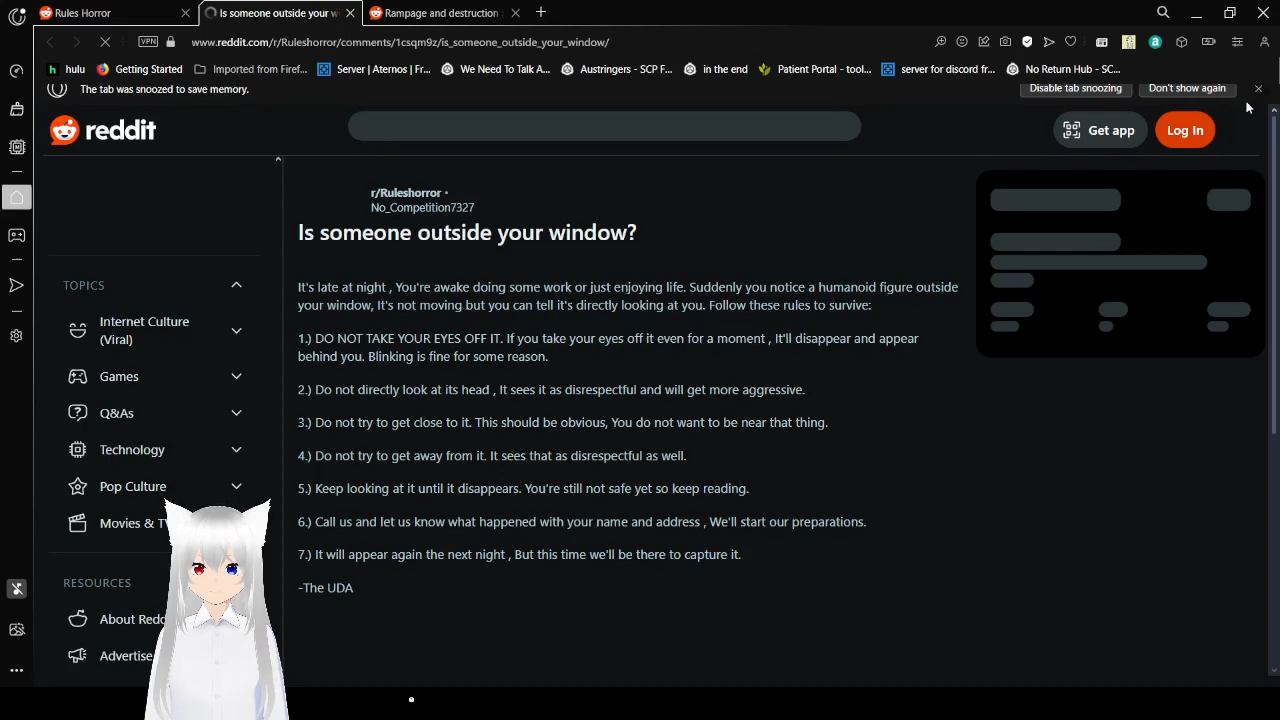 Rules Horror
Is someone outside your w
Rampage and destruction
VPN
www.reddit.com/r/Ruleshorror/comments/1csqm9z/is_someone_outside_your_window/
hulu
Getting Started
Imported from Firef...
Server | Aternos | Fr...
We Need To Talk A...
Austringers - SCP F...
in the end
Patient Portal - tool...
server for discord fr...
No Return Hub - SC...
The tab was snoozed to save memory.
Disable tab snoozing
Don't show again
reddit
Get app
Log In
r/Ruleshorror •
No_Competition7327
Is someone outside your window?
It's late at night , You're awake doing some work or just enjoying life. Suddenly you notice a humanoid figure outside
your window, It's not moving but you can tell it's directly looking at you. Follow these rules to survive:
1.) DO NOT TAKE YOUR EYES OFF IT. If you take your eyes off it even for a moment , It'll disappear and appear
behind you. Blinking is fine for some reason.
2.) Do not directly look at its head , It sees it as disrespectful and will get more aggressive.
3.) Do not try to get close to it. This should be obvious, You do not want to be near that thing.
4.) Do not try to get away from it. It sees that as disrespectful as well.
5.) Keep looking at it until it disappears. You're still not safe yet so keep reading.
6.) Call us and let us know what happened with your name and address , We'll start our preparations.
7.) It will appear again the next night , But this time we'll be there to capture it.
-The UDA
TOPICS
Internet Culture
(Viral)
Games
Q&As
Technology
Pop Culture
Movies & T
RESOURCES
About Redd
Advertise